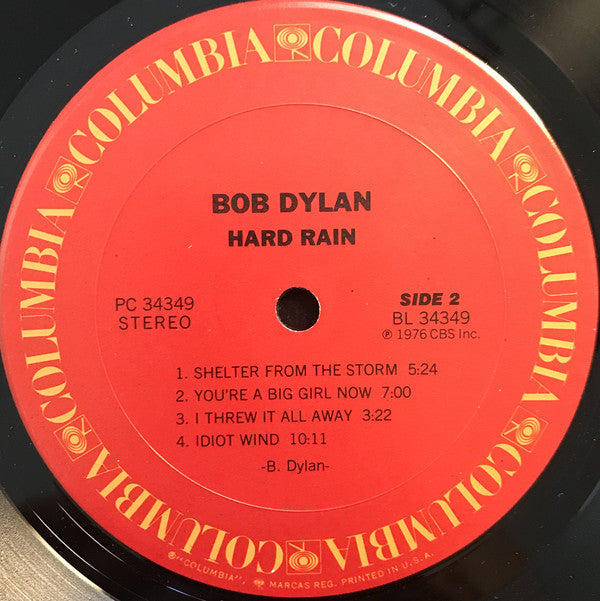 COLUMBIA COLUMBIA COLUMBIA COLUMBIA COLUMBIA COLUMBIA
BOB DYLAN
HARD RAIN
PC 34349
STEREO
SIDE 2
BL 34349
℗ 1976 CBS Inc.
1. SHELTER FROM THE STORM 5:24
2. YOU'RE A BIG GIRL NOW 7:00
3. I THREW IT ALL AWAY 3:22
4. IDIOT WIND 10:11
-B. Dylan-
®"COLUMBIA", MARCAS REG. PRINTED IN U.S.A.